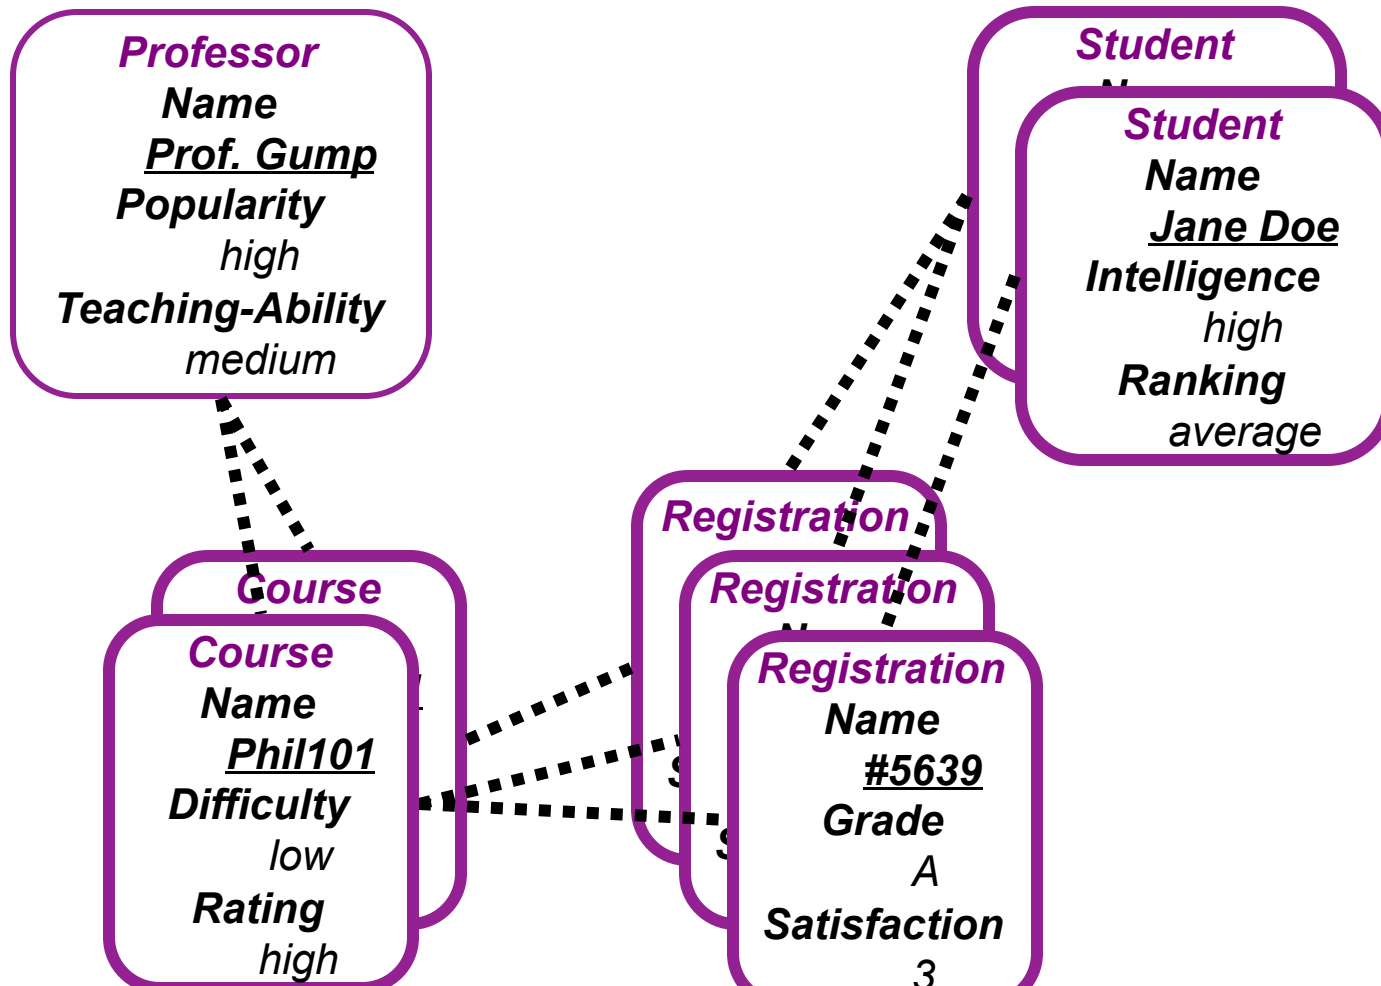 Professor
Name
Prof. Gump
Popularity
high
Teaching-Ability
medium
Student
Student
Name
Jane Doe
Intelligence
high
Ranking
average
Course
Course
Name
Phil101
Difficulty
low
Rating
high
Registration
Registration
Registration
Name
#5639
Grade
A
Satisfaction
3